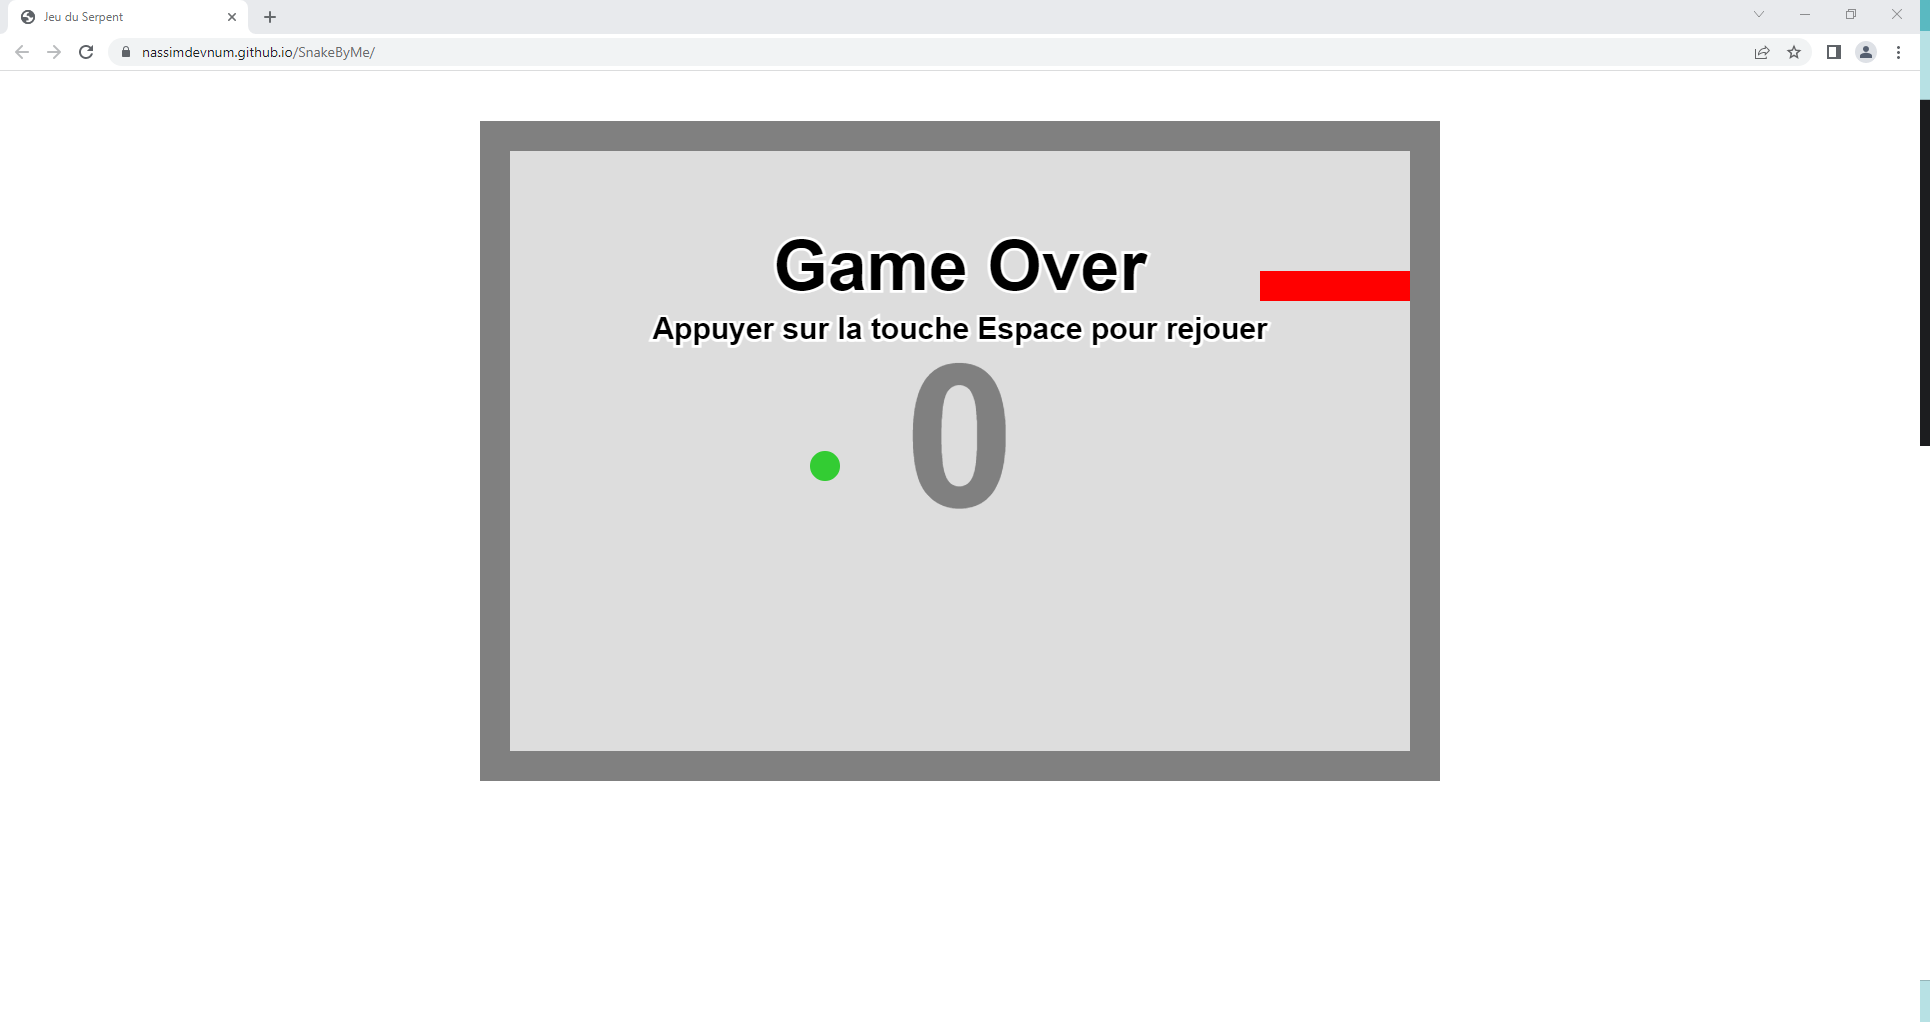 Jeu du Serpent
nassimdevnum.github.io/SnakeByMe/
Game Over
Appuyer sur la touche Espace pour rejouer
0